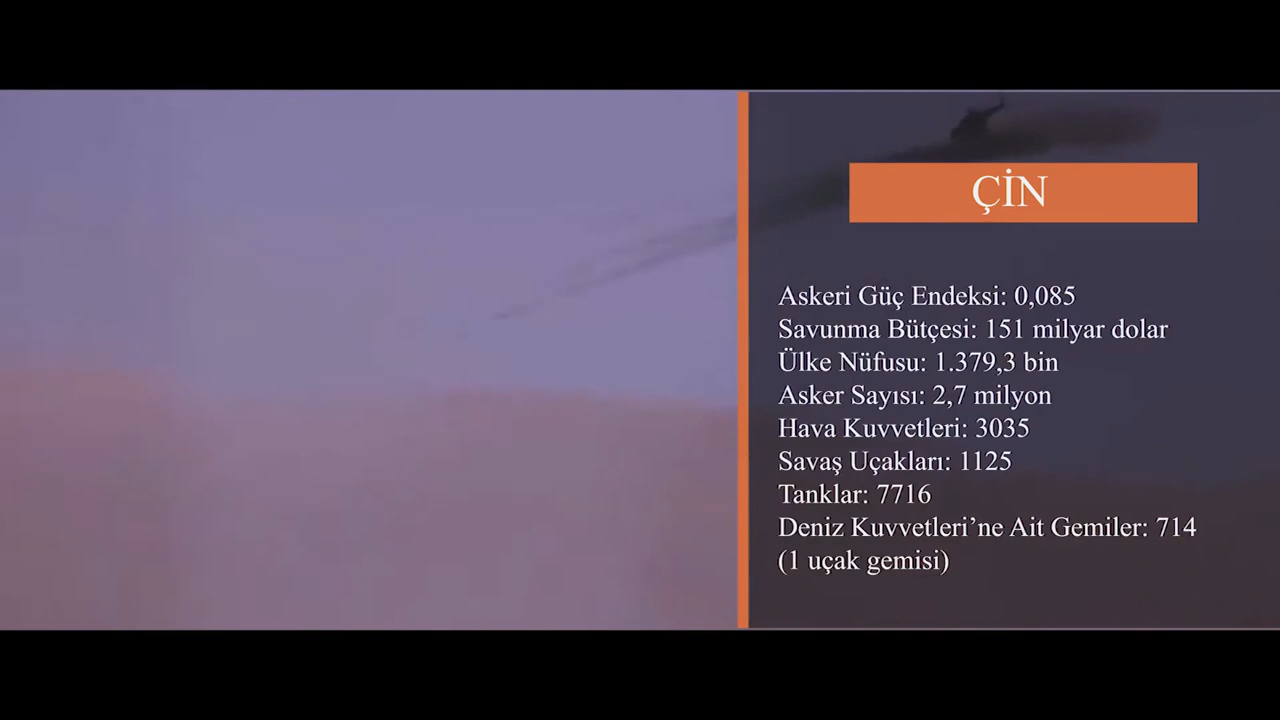 ÇİN
Askeri Güç Endeksi: 0,085
Savunma Bütçesi: 151 milyar dolar
Ülke Nüfusu: 1.379,3 bin
Asker Sayısı: 2,7 milyon
Hava Kuvvetleri: 3035
Savaş Uçakları: 1125
Tanklar: 7716
Deniz Kuvvetleri’ne Ait Gemiler: 714
(1 uçak gemisi)